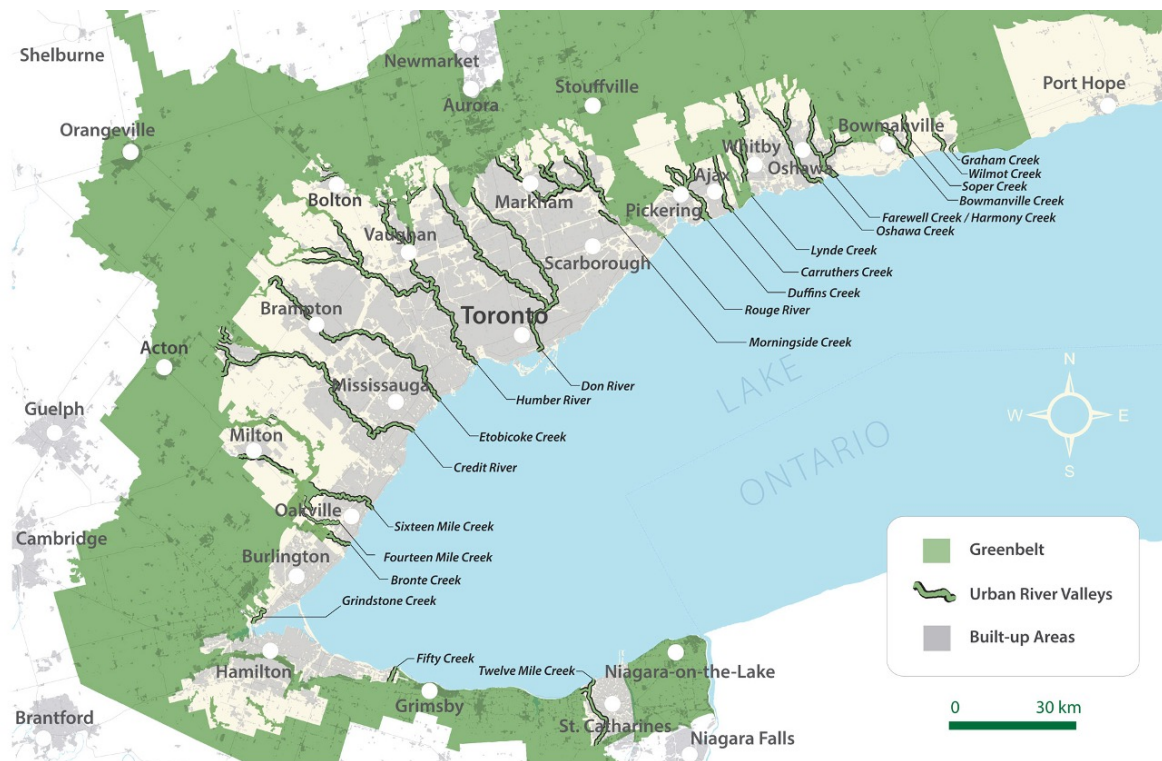 Shelburne
Newmarket
Stouffville
Port Hope
Aurora
Orangeville
Bowmanville
Whitby
Oshawa
Graham Creek
Wilmot Creek
Soper Creek
Bowmanville Creek
Bolton
Markham
Ajax
Pickering
Farewell Creek / Harmony Creek
Oshawa Creek
Vaughan
Lynde Creek
Scarborough
Carruthers Creek
Duffins Creek
Brampton
Toronto
Rouge River
Morningside Creek
Acton
N
LAKE
Mississauga
Don River
Humber River
Guelph
W
E
Milton
Etobicoke Creek
ONTARIO
Credit River
S
Oakville
Sixteen Mile Creek
Cambridge
Burlington
Fourteen Mile Creek
Greenbelt
Bronte Creek
Urban River Valleys
Grindstone Creek
Built-up Areas
Hamilton
Fifty Creek
Twelve Mile Creek
Niagara-on-the-Lake
Grimsby
0 30 km
Brantford
St. Catharines
Niagara Falls